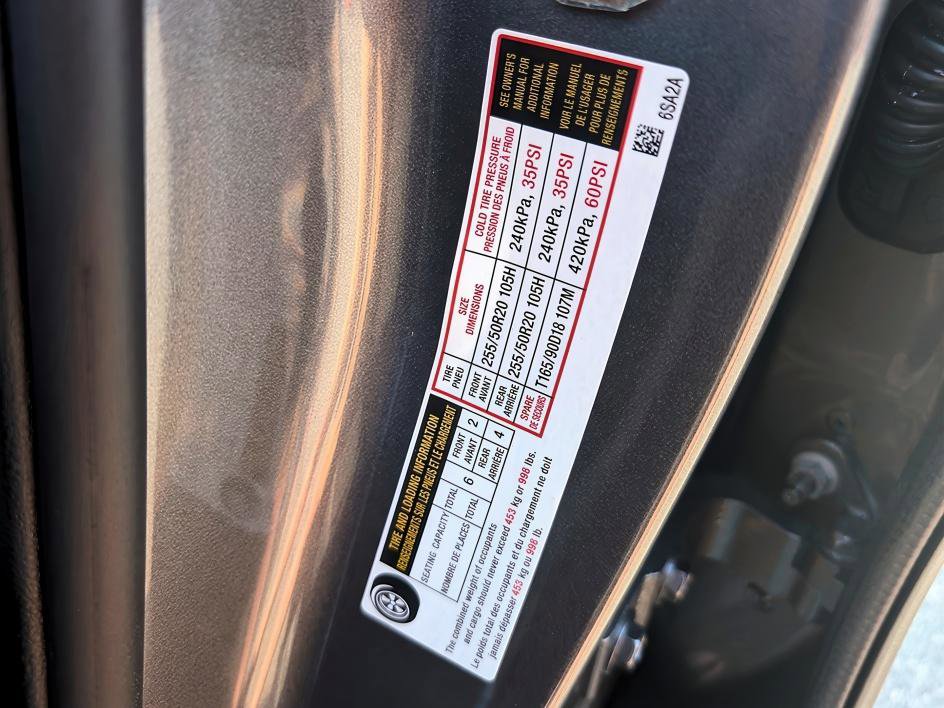 TIRE AND LOADING INFORMATION
RENSEIGNEMENTS SUR LES PNEUS ET LE CHARGEMENT
SEATING CAPACITY TOTAL 6 FRONT 2 REAR 4
NOMBRE DE PLACES TOTAL AVANT ARRIÈRE
The combined weight of occupants
and cargo should never exceed 453 kg or 998 lbs.
Le poids total des occupants et du chargement ne doit
jamais dépasser 453 kg ou 998 lb.
TIRE SIZE COLD TIRE PRESSURE
PNEU DIMENSIONS PRESSION DES PNEUS À FROID
FRONT
AVANT 255/50R20 105H 240kPa, 35PSI
REAR
ARRIÈRE 255/50R20 105H 240kPa, 35PSI
SPARE
DE SECOURS T165/90D18 107M 420kPa, 60PSI
SEE OWNER'S
MANUAL FOR
ADDITIONAL
INFORMATION
VOIR LE MANUEL
DE L'USAGER
POUR PLUS DE
RENSEIGNEMENTS
6SA2A